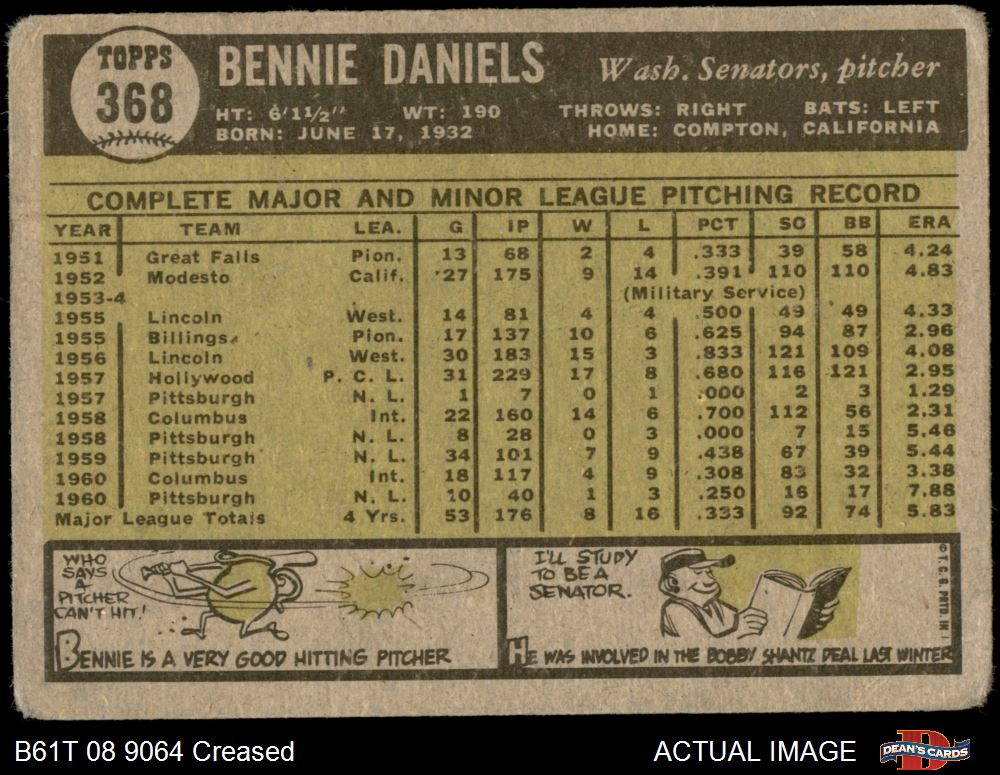 TOPPS
368
BENNIE DANIELS Wash. Senators, pitcher
HT: 6'11/2" WT: 190 THROWS: RIGHT BATS: LEFT
BORN: JUNE 17, 1932 HOME: COMPTON, CALIFORNIA
COMPLETE MAJOR AND MINOR LEAGUE PITCHING RECORD
YEAR TEAM LEA. G IP W L PCT SO BB ERA
1951 Great Falls Pion. 13 68 2 4 .333 39 58 4.24
1952 Modesto Calif. 27 175 9 14 .391 110 110 4.83
1953-4 (Military Service)
1955 Lincoln West. 14 81 4 4 .500 49 49 4.33
1955 Billings Pion. 17 137 10 6 .625 94 87 2.96
1956 Lincoln West. 30 183 15 3 .833 121 109 4.08
1957 Hollywood P. C. L. 31 229 17 8 .680 116 121 2.95
1957 Pittsburgh N. L. 1 7 0 1 .000 2 3 1.29
1958 Columbus Int. 22 160 14 6 .700 112 56 2.31
1958 Pittsburgh N. L. 8 28 0 3 .000 7 15 5.46
1959 Pittsburgh N. L. 34 101 7 9 .438 67 39 5.44
1960 Columbus Int. 18 117 4 9 .308 83 32 3.38
1960 Pittsburgh N. L. 10 40 1 3 .250 16 17 7.88
Major League Totals 4 Yrs. 53 176 8 16 .333 92 74 5.83
WHO
SAYS
A
PITCHER
CAN'T HIT!
BENNIE IS A VERY GOOD HITTING PITCHER
I'LL STUDY
TO BE A
SENATOR.
HE WAS INVOLVED IN THE BOBBY SHANTZ DEAL LAST WINTER
© T. C. G. PRTD. IN
B61T 08 9064 Creased ACTUAL IMAGE
DEAN'S CARDS